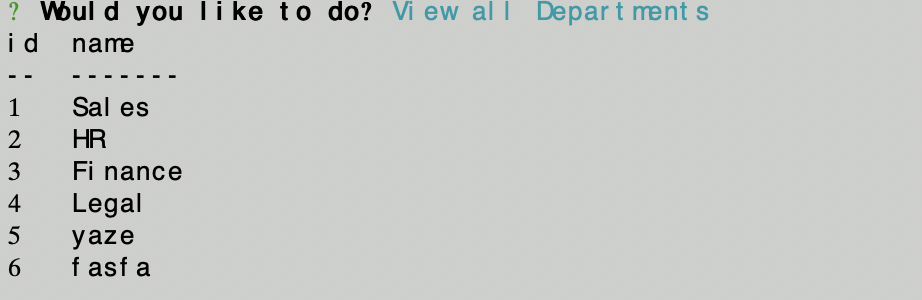 ? Would you like to do? View all Departments
id  name
--  -------
1   Sales
2   HR
3   Finance
4   Legal
5   yaze
6   fasfa